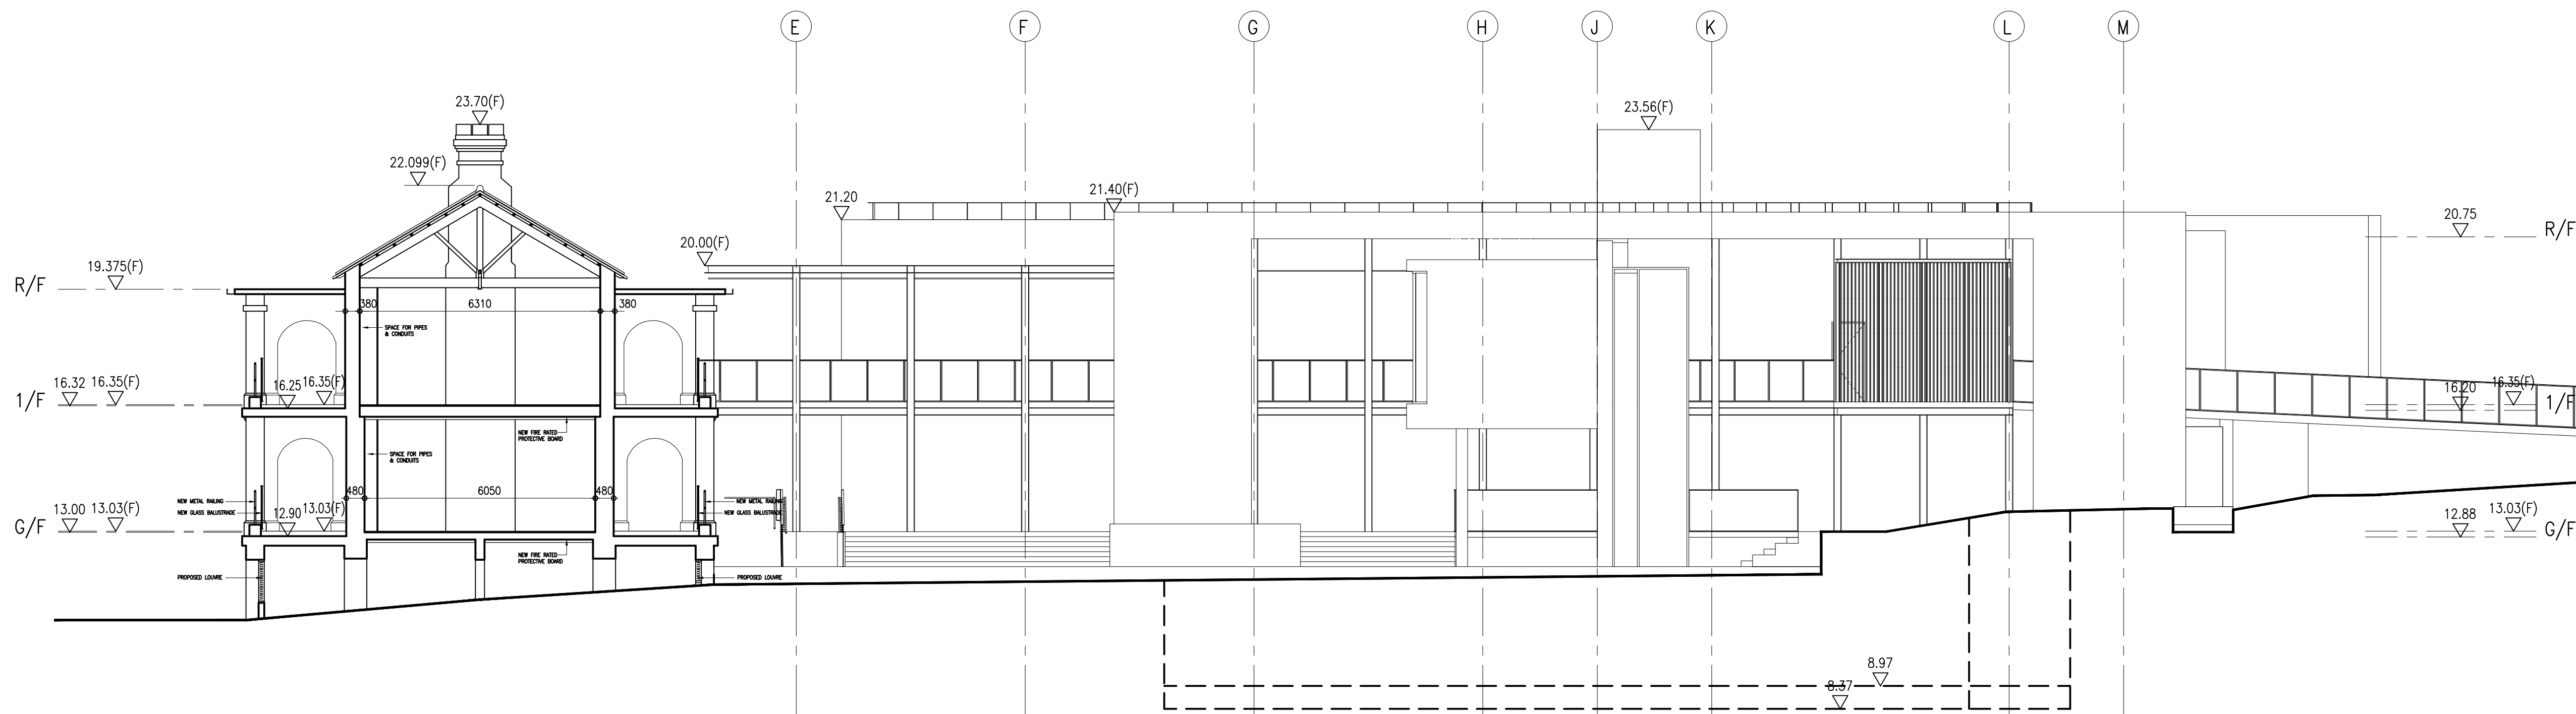 E F G H J K L M
23.70(F)
23.56(F)
22.099(F)
21.20
21.40(F)
20.00(F)
20.75
R/F
19.375(F)
R/F
380 6310 380
SPACE FOR PIPES
& CONDUITS
1/F
16.32 16.35(F)
16.25 16.35(F)
16.20 16.35(F)
1/F
NEW FIRE RATED
PROTECTIVE BOARD
SPACE FOR PIPES
& CONDUITS
480 6050 480
NEW METAL RAILING
NEW GLASS BALUSTRADE
NEW METAL RAILING
NEW GLASS BALUSTRADE
G/F
13.00 13.03(F)
12.90 13.03(F)
12.88 13.03(F)
G/F
NEW FIRE RATED
PROTECTIVE BOARD
PROPOSED LOUVRE
PROPOSED LOUVRE
8.97
8.37